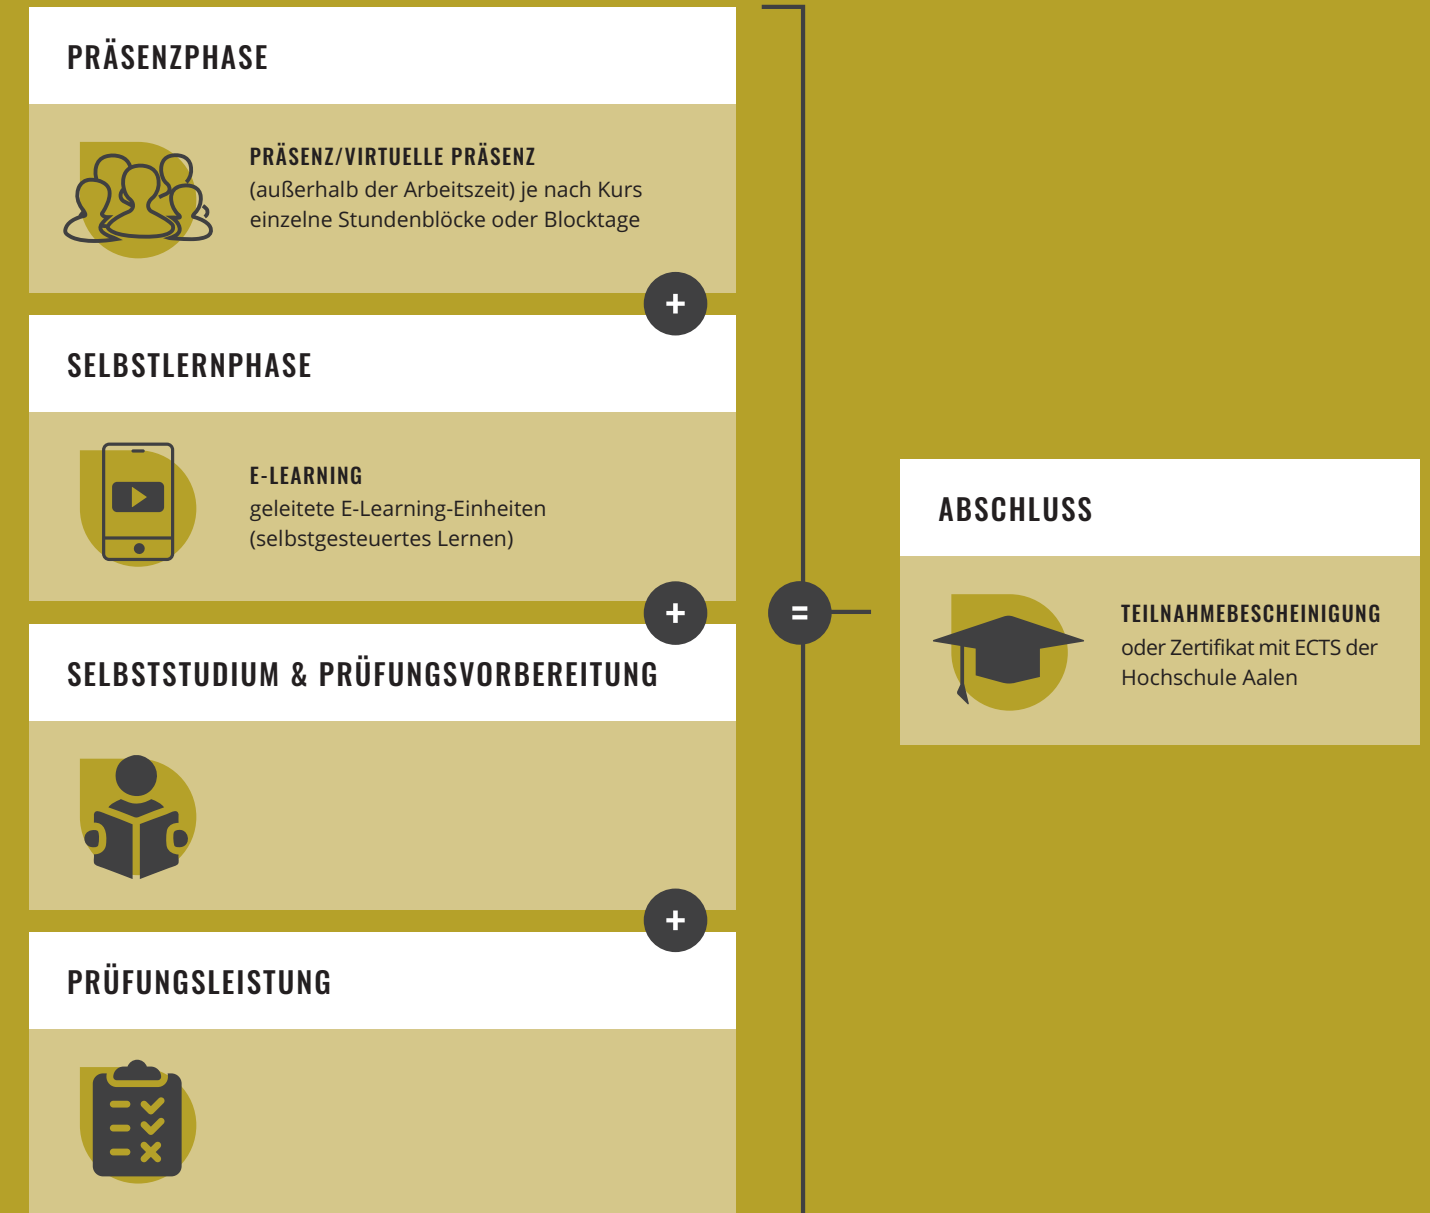 PRÄSENZPHASE
PRÄSENZ/VIRTUELLE PRÄSENZ
(außerhalb der Arbeitszeit) je nach Kurs
einzelne Stundenblöcke oder Blocktage
+
SELBSTLERNPHASE
E-LEARNING
geleitete E-Learning-Einheiten
(selbstgesteuertes Lernen)
+
SELBSTSTUDIUM & PRÜFUNGSVORBEREITUNG
+
PRÜFUNGSLEISTUNG
=
ABSCHLUSS
TEILNAHMEBESCHEINIGUNG
oder Zertifikat mit ECTS der
Hochschule Aalen